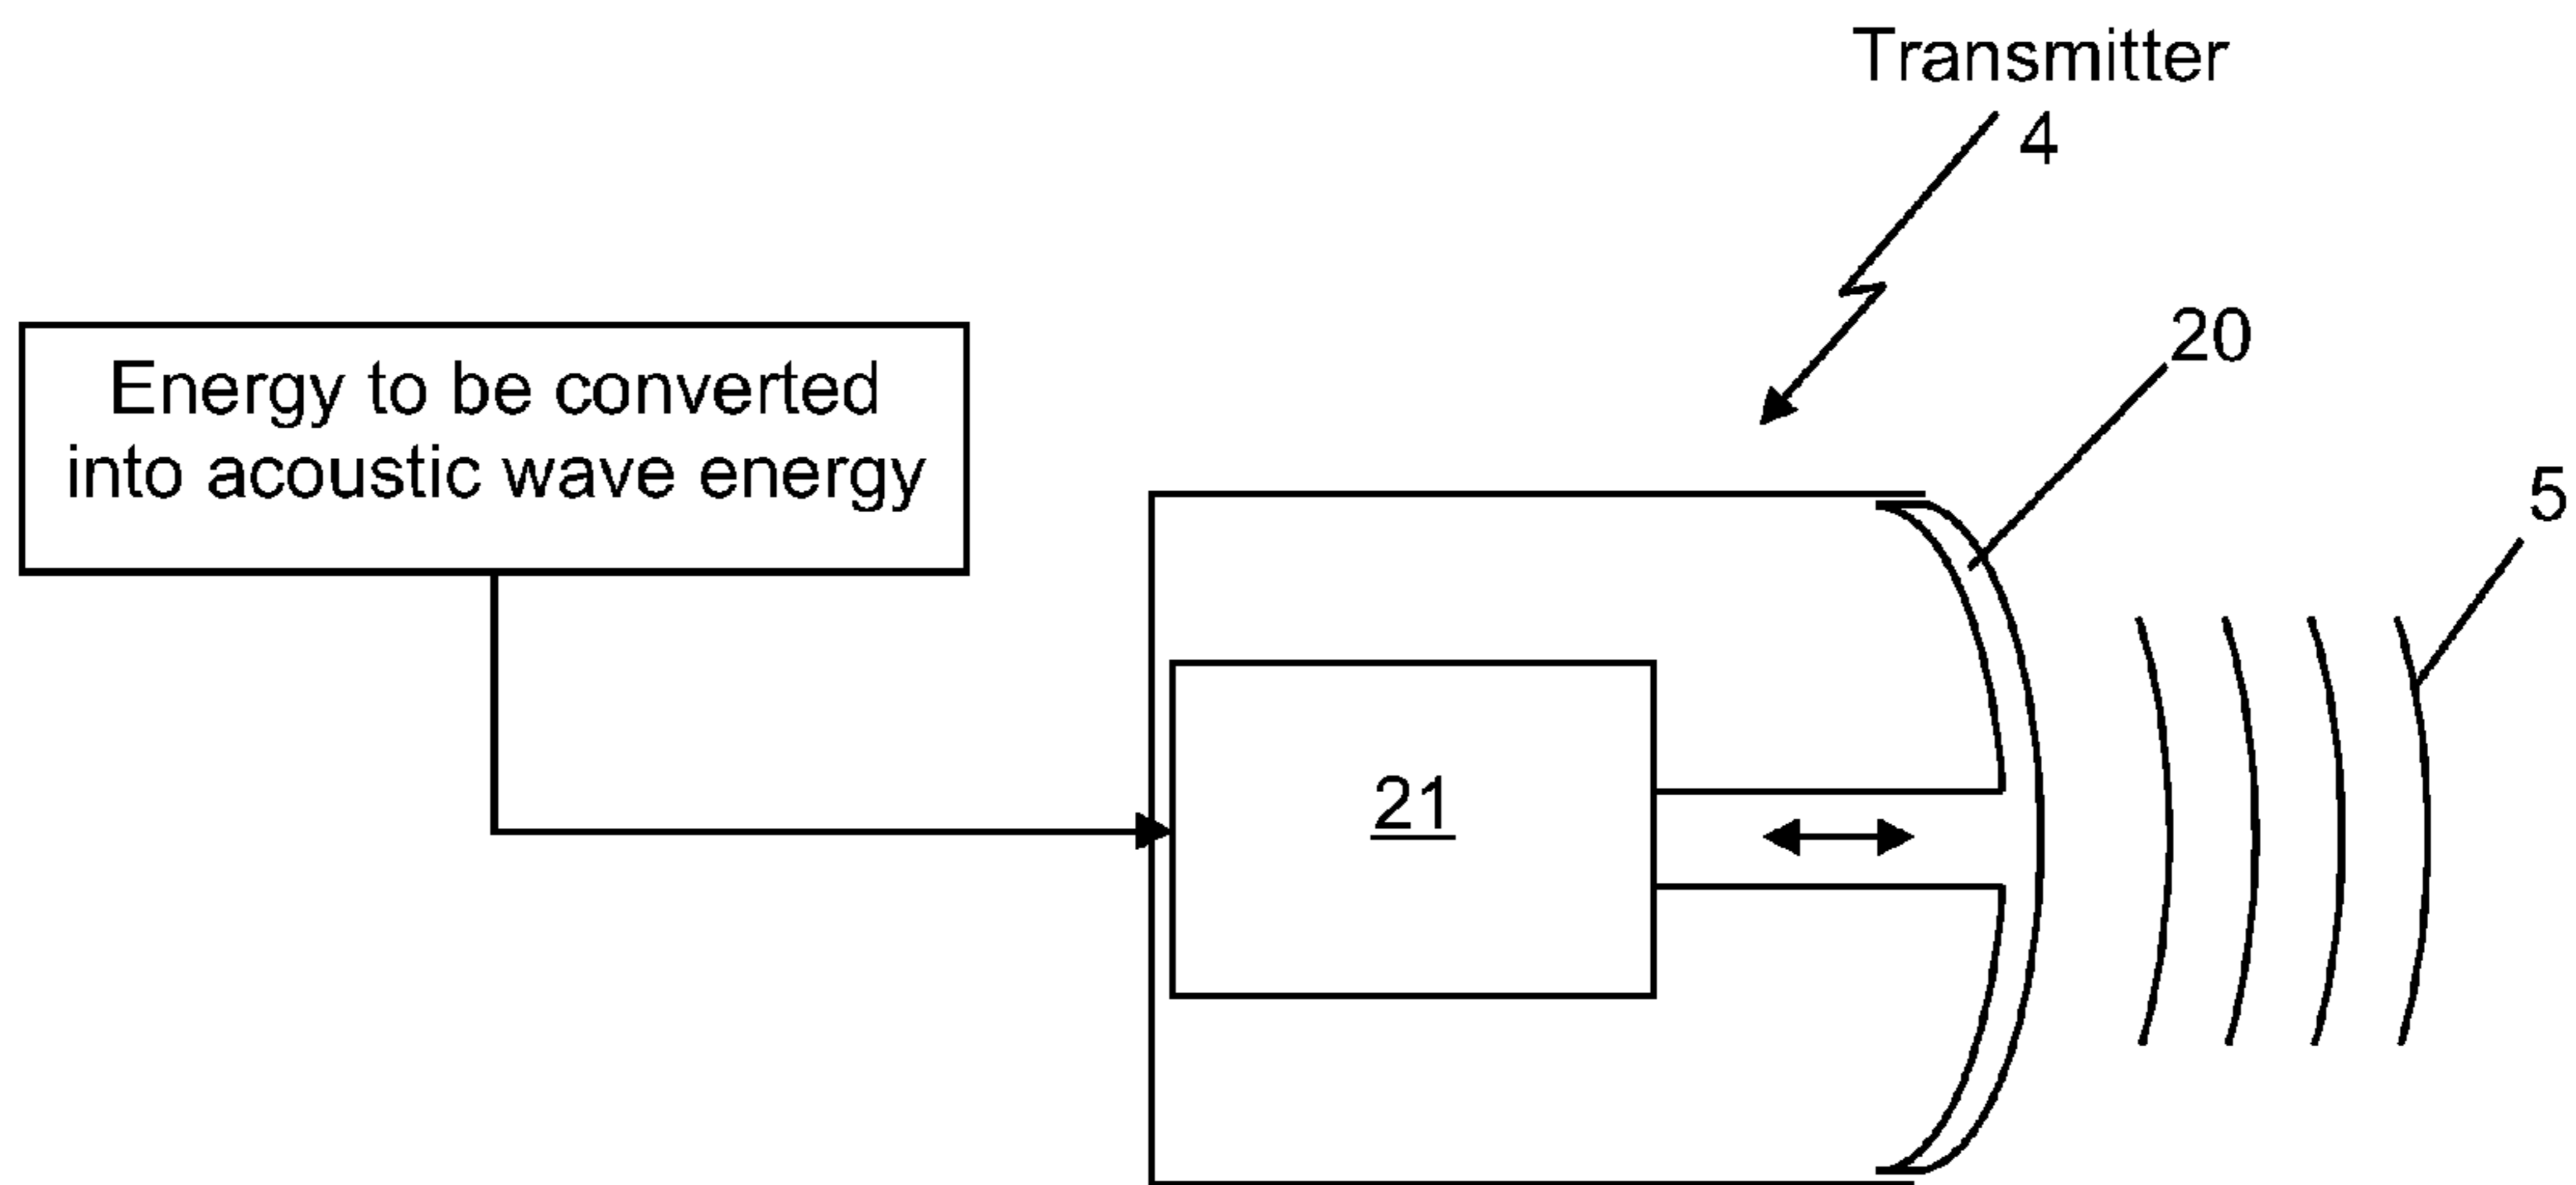 Transmitter
4
20
Energy to be converted
into acoustic wave energy
5
21